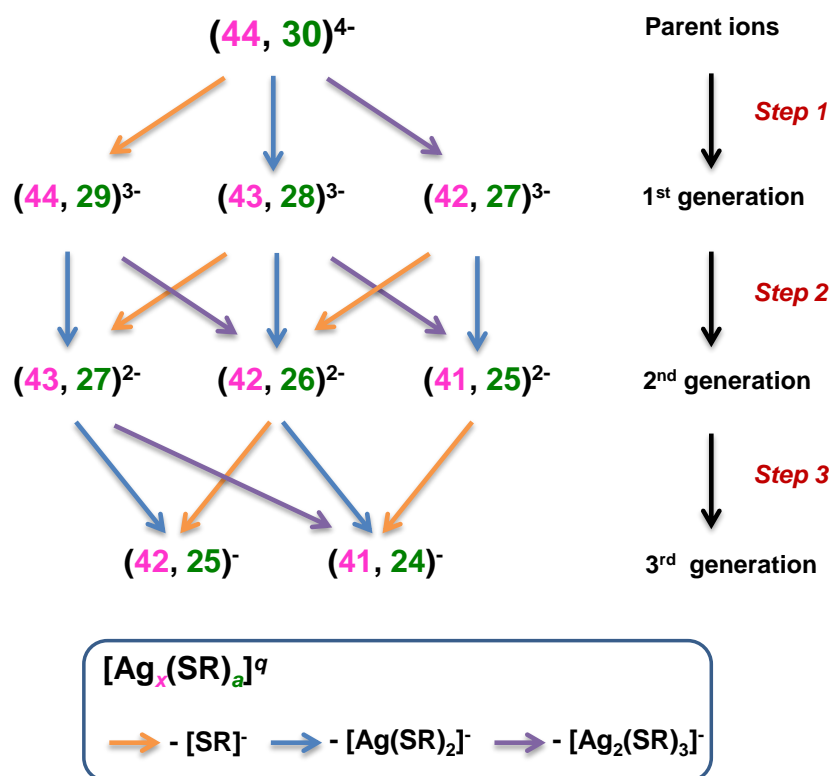 (44, 30)4- Parent ions
Step 1
(44, 29)3- (43, 28)3- (42, 27)3- 1st generation
Step 2
(43, 27)2- (42, 26)2- (41, 25)2- 2nd generation
Step 3
(42, 25)- (41, 24)- 3rd generation
[Agx(SR)a]q
- [SR]- - [Ag(SR)2]- - [Ag2(SR)3]-